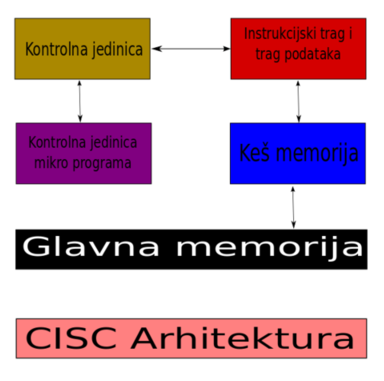 Kontrolna jedinica
Instrukcijski trag i
trag podataka
Kontrolna jedinica
mikro programa
Keš memorija
Glavna memorija
CISC Arhitektura